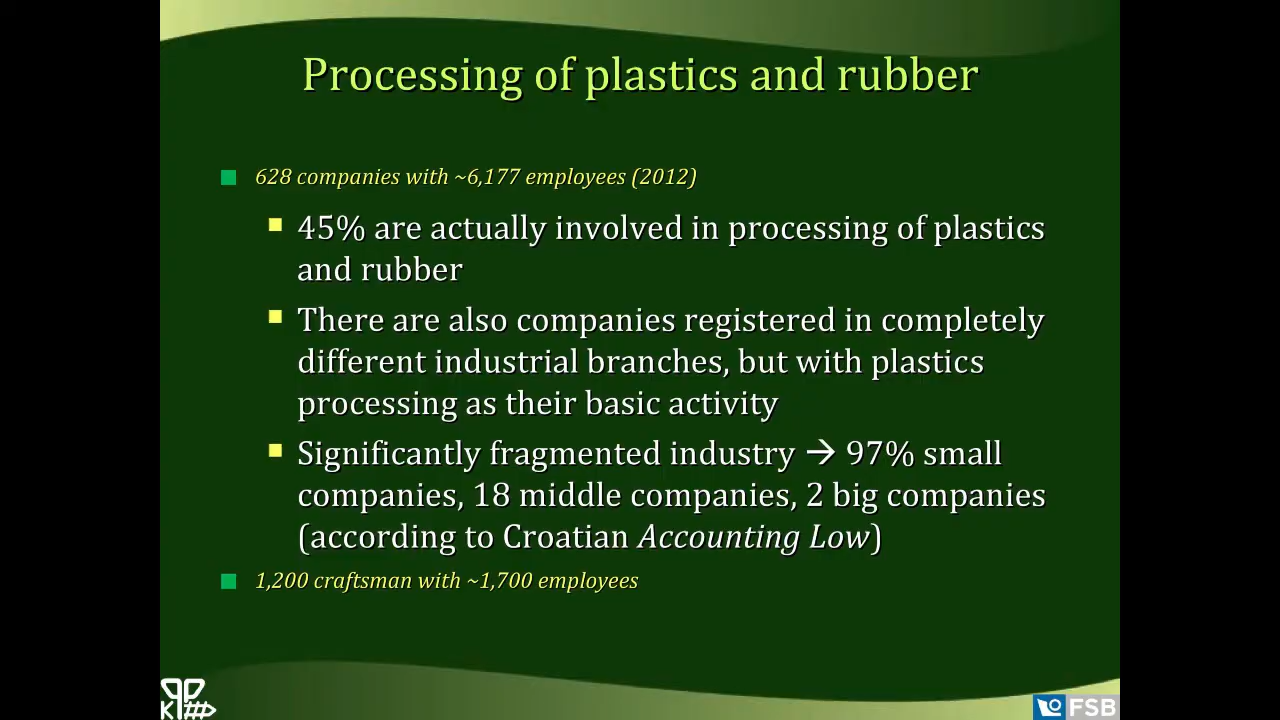 Processing of plastics and rubber
628 companies with ~6,177 employees (2012)
45% are actually involved in processing of plastics
and rubber
There are also companies registered in completely
different industrial branches, but with plastics
processing as their basic activity
Significantly fragmented industry → 97% small
companies, 18 middle companies, 2 big companies
(according to Croatian Accounting Low)
1,200 craftsman with ~1,700 employees
FSB